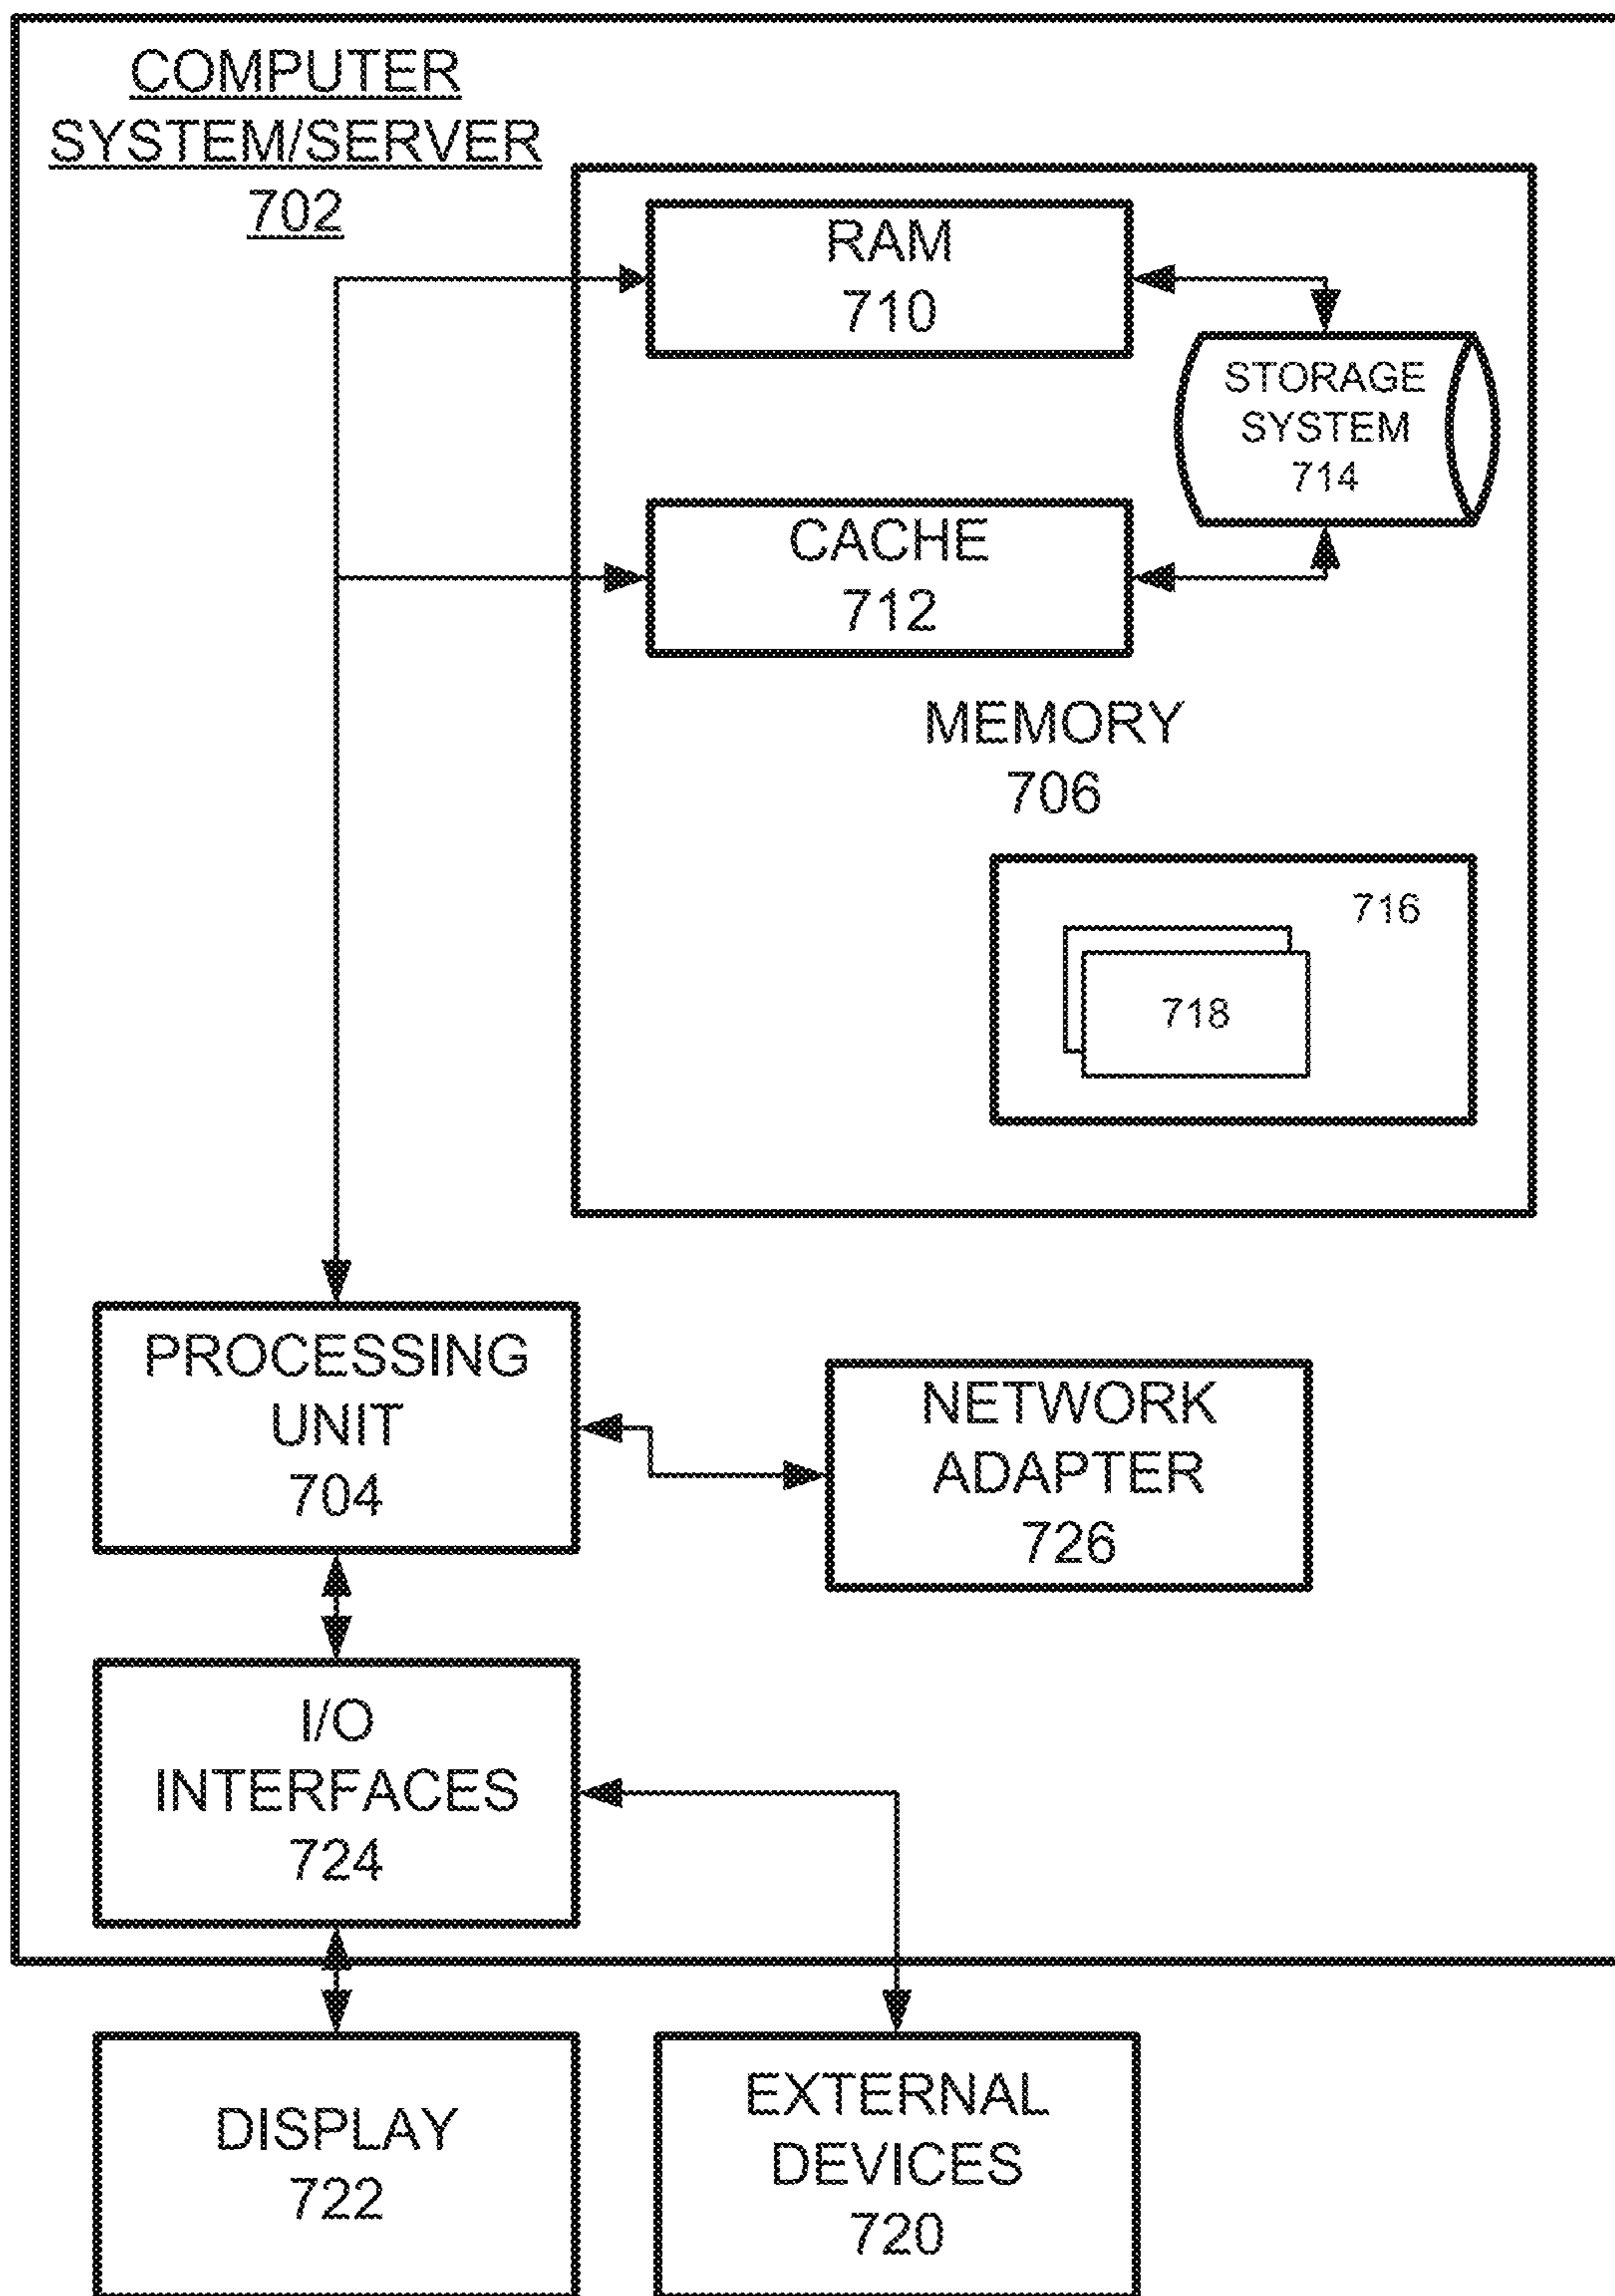 COMPUTER
SYSTEM/SERVER
702
RAM
710
STORAGE
SYSTEM
714
CACHE
712
MEMORY
706
716
718
PROCESSING
UNIT
704
NETWORK
ADAPTER
726
I/O
INTERFACES
724
DISPLAY
722
EXTERNAL
DEVICES
720